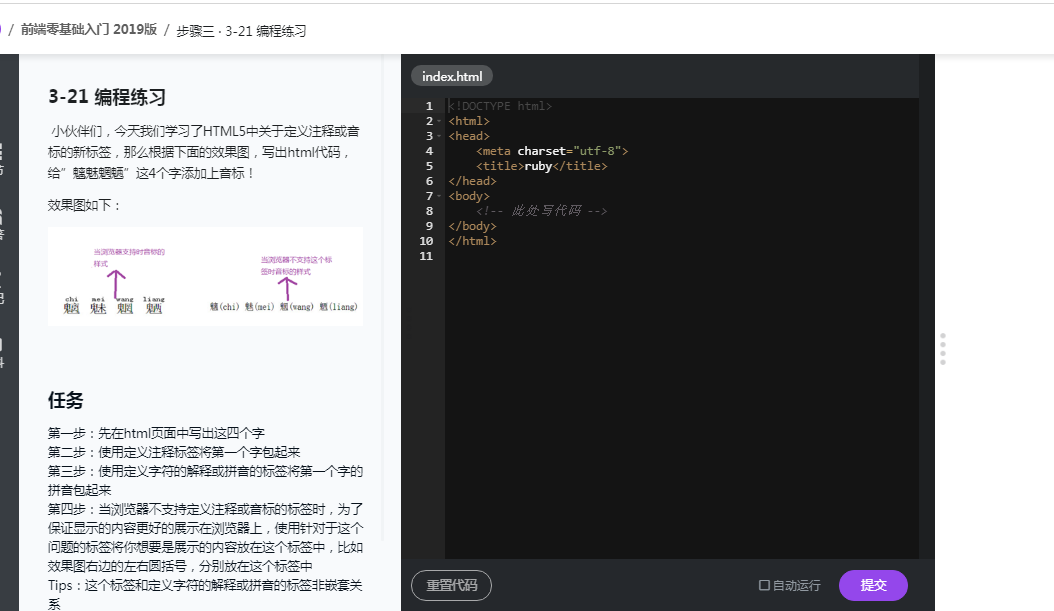 / 前端零基础入门 2019版 / 步骤三 · 3-21 编程练习
3-21 编程练习
小伙伴们，今天我们学习了HTML5中关于定义注释或音
标的新标签，那么根据下面的效果图，写出html代码，
给”魑魅魍魉”这4个字添加上音标！
效果图如下：
当浏览器支持时音标的
样式
当浏览器不支持这个标
签时音标的样式
chi mei wang liang
魑 魅 魍 魉
魑(chi) 魅(mei) 魍(wang) 魉(liang)
任务
第一步：先在html页面中写出这四个字
第二步：使用定义注释标签将第一个字包起来
第三步：使用定义字符的解释或拼音的标签将第一个字的
拼音包起来
第四步：当浏览器不支持定义注释或音标的标签时，为了
保证显示的内容更好的展示在浏览器上，使用针对于这个
问题的标签将你想要是展示的内容放在这个标签中，比如
效果图右边的左右圆括号，分别放在这个标签中
Tips：这个标签和定义字符的解释或拼音的标签非嵌套关
系
index.html
1 <!DOCTYPE html>
2 <html>
3 <head>
4 <meta charset="utf-8">
5 <title>ruby</title>
6 </head>
7 <body>
8 <!-- 此处写代码 -->
9 </body>
10 </html>
11
重置代码
自动运行
提交